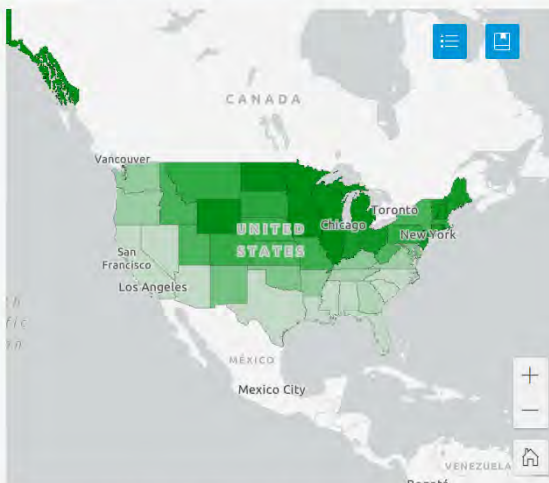 CANADA
Vancouver
Toronto
Chicago
UNITED
STATES
New York
San
Francisco
Los Angeles
MÉXICO
Mexico City
VENEZUELA